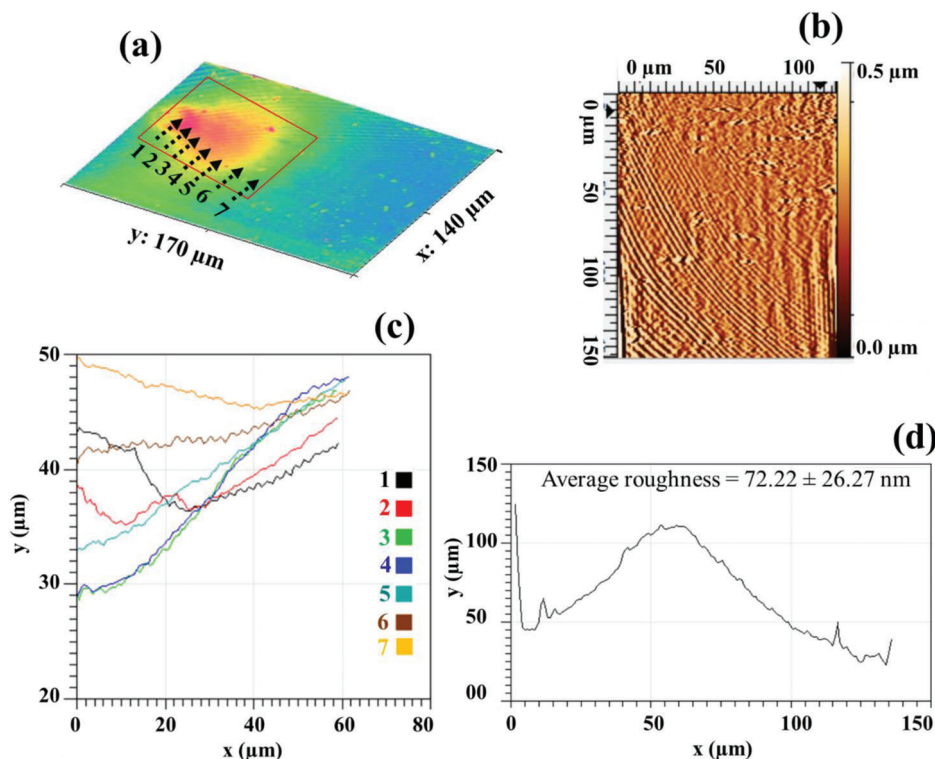 (a)
1 2 3 4 5 6 7
y: 170 µm
x: 140 µm
(b)
0 µm 50 100
0 µm
50
100
150
0.5 µm
0.0 µm
(c)
50
40
30
20
y (µm)
0 20 40 60 80
x (µm)
1
2
3
4
5
6
7
(d)
Average roughness = 72.22 ± 26.27 nm
150
100
50
00
y (µm)
0 50 100 150
x (µm)